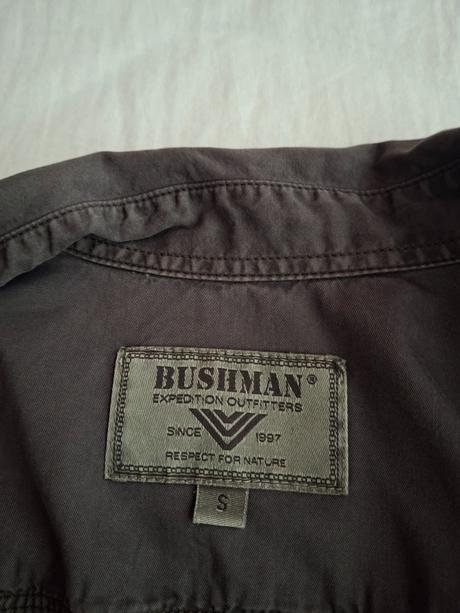 BUSHMAN®
EXPEDITION OUTFITTERS
SINCE 1997
RESPECT FOR NATURE
S